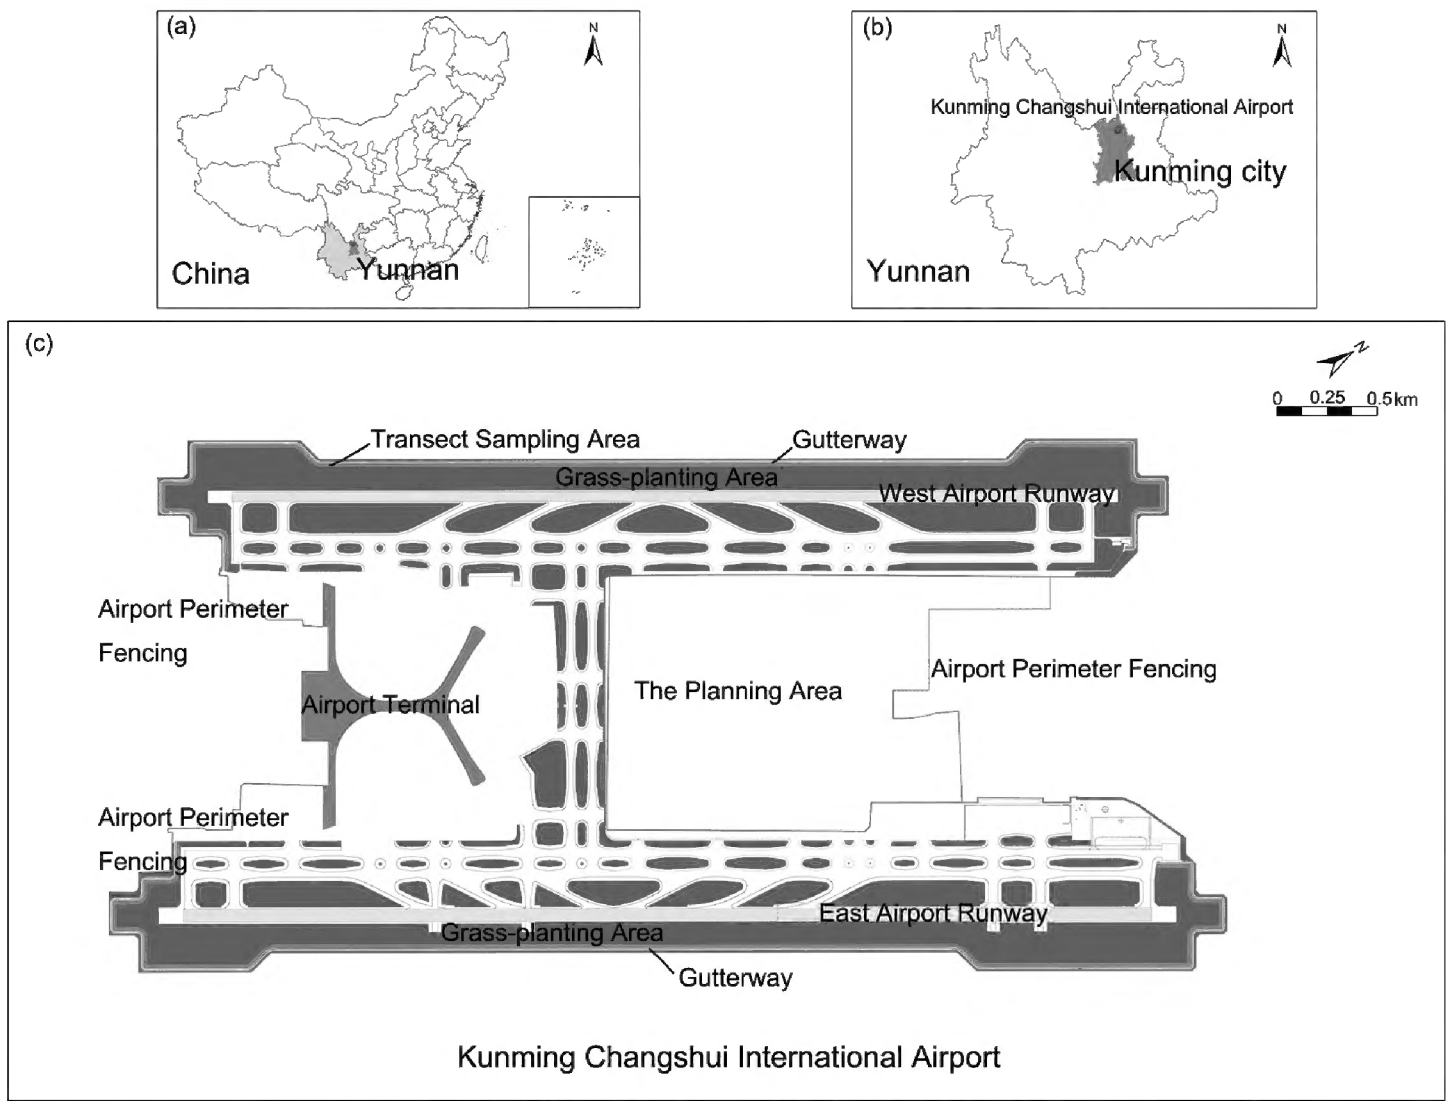 (a)
N
China
Yunnan
(b)
N
Kunming Changshui International Airport
Kunming city
Yunnan
(c)
N
0 0.25 0.5 km
Transect Sampling Area
Gutterway
Grass-planting Area
West Airport Runway
Airport Perimeter
Fencing
Airport Terminal
The Planning Area
Airport Perimeter Fencing
Airport Perimeter
Fencing
East Airport Runway
Grass-planting Area
Gutterway
Kunming Changshui International Airport